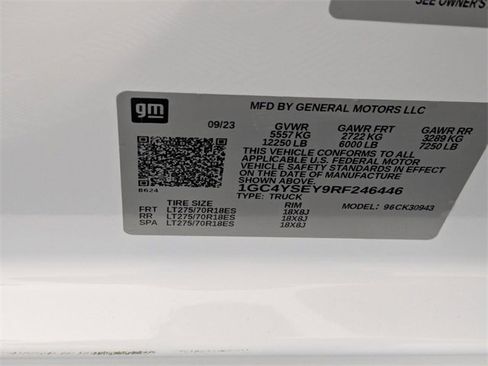 SEE OWNER'S
gm
MFD BY GENERAL MOTORS LLC
09/23 GVWR GAWR FRT GAWR RR
5557 KG 2722 KG 3289 KG
12250 LB 6000 LB 7250 LB
THIS VEHICLE CONFORMS TO ALL
APPLICABLE U.S. FEDERAL MOTOR
VEHICLE SAFETY STANDARDS IN EFFECT
ON THE DATE OF MANUFACTURE SHOWN ABOVE.
1GC4YSEY9RF246446
B624
TYPE: TRUCK
MODEL: 96CK30943
TIRE SIZE RIM
FRT LT275/70R18ES 18X8J
RR LT275/70R18ES 18X8J
SPA LT275/70R18ES 18X8J